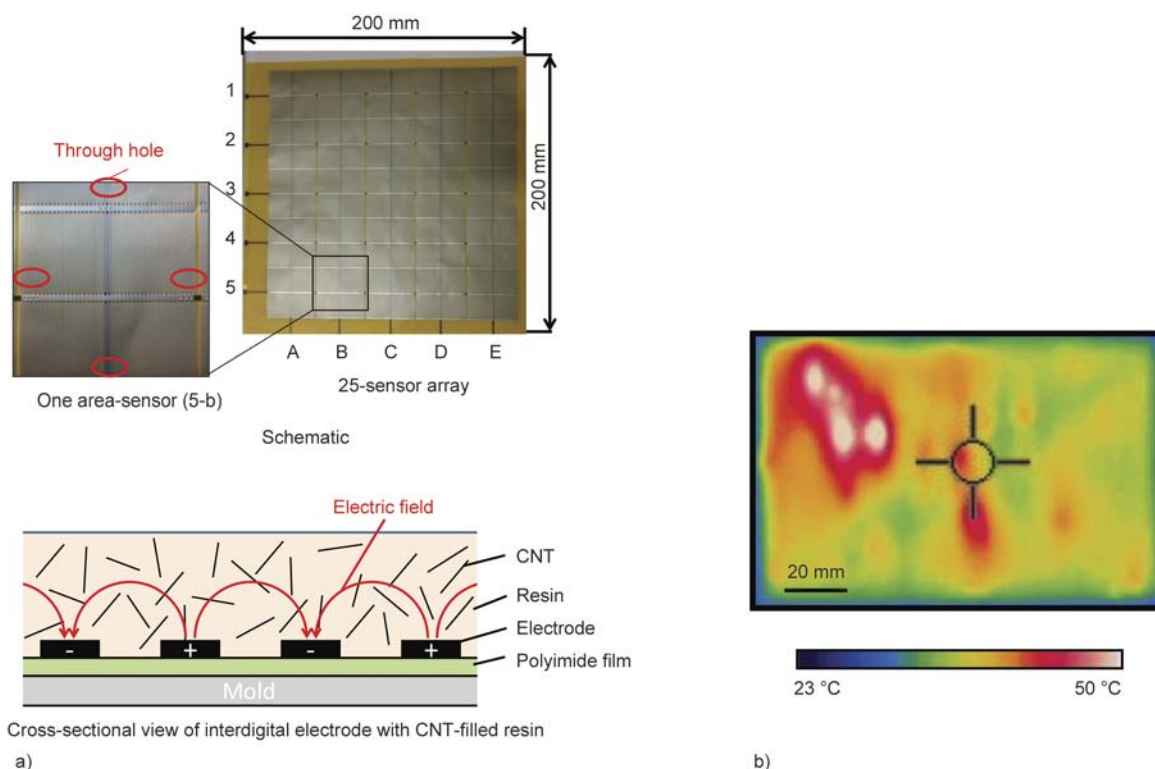 200 mm
200 mm
1
2
3
4
5
A B C D E
25-sensor array
Through hole
One area-sensor (5-b)
Schematic
Electric field
CNT
Resin
Electrode
Polyimide film
- + - +
Mold
Cross-sectional view of interdigital electrode with CNT-filled resin
a)
20 mm
23 °C 50 °C
b)